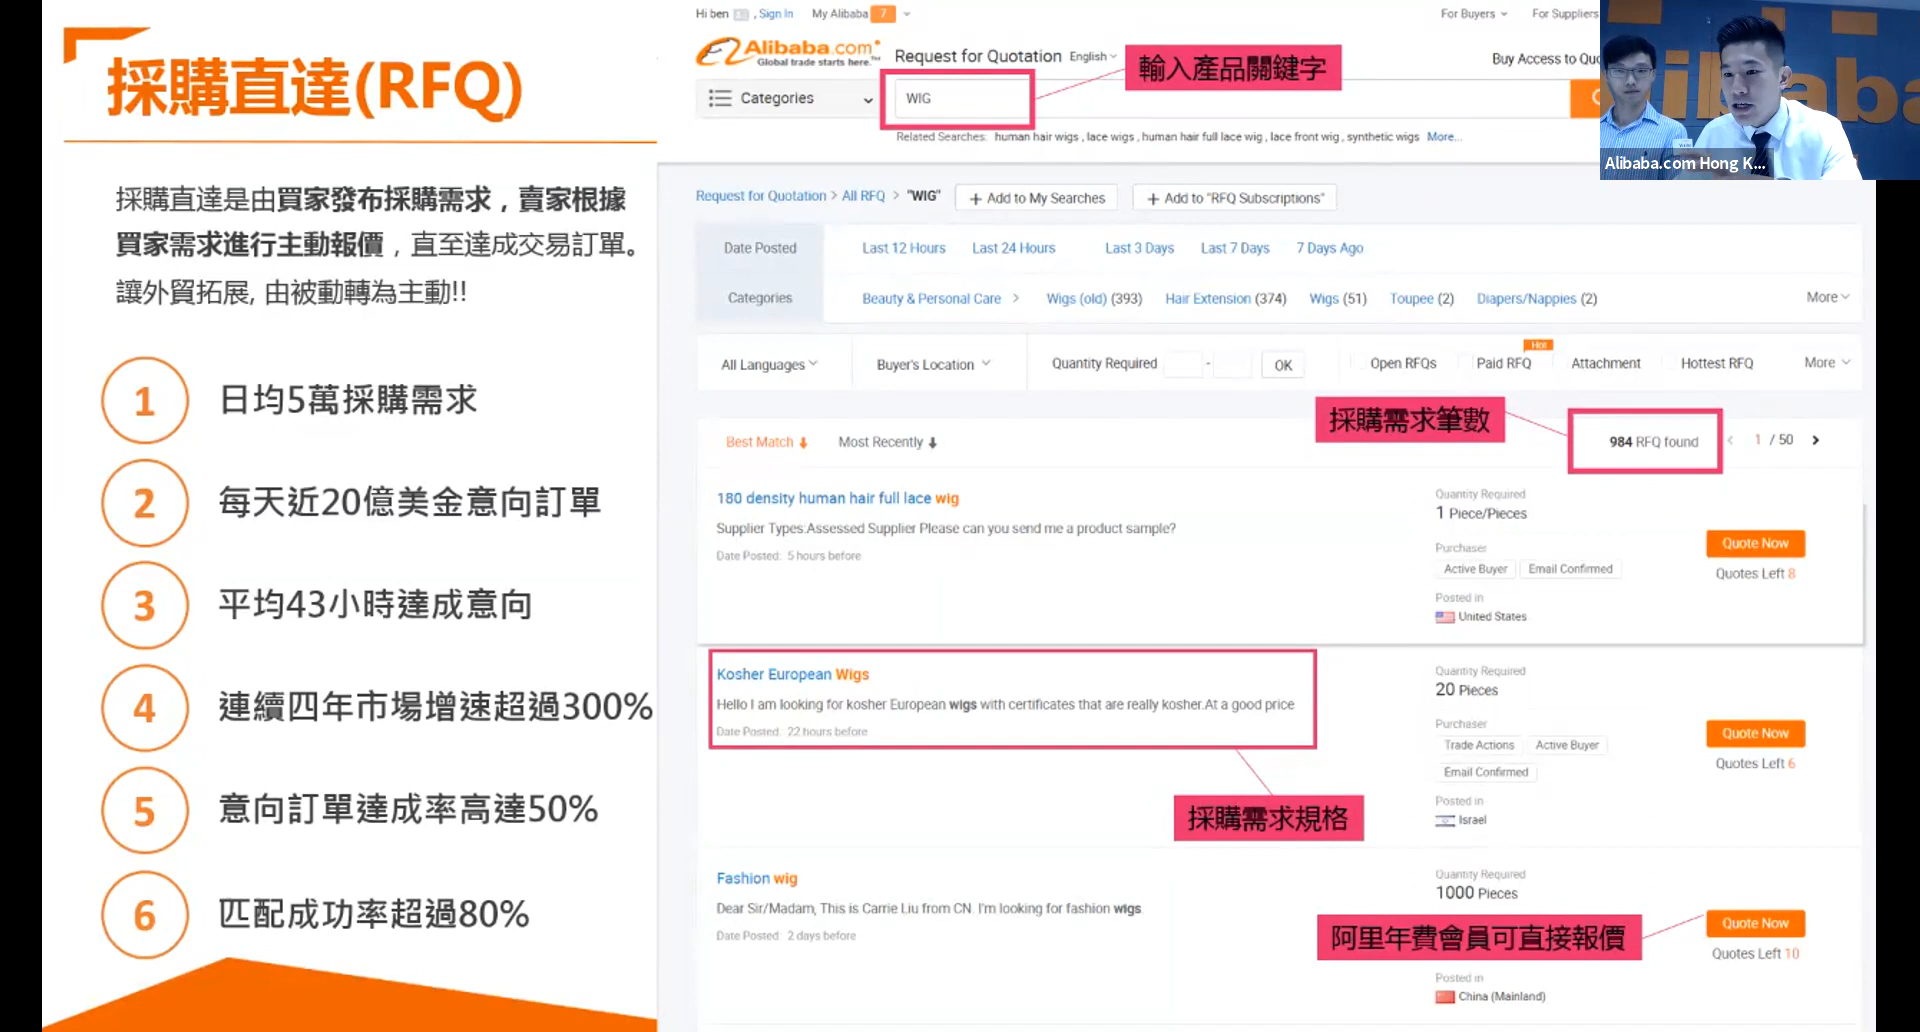 採購直達(RFQ)
採購直達是由買家發布採購需求，賣家根據
買家需求進行主動報價，直至達成交易訂單。
讓外貿拓展, 由被動轉為主動!!
1 日均5萬採購需求
2 每天近20億美金意向訂單
3 平均43小時達成意向
4 連續四年市場增速超過300%
5 意向訂單達成率高達50%
6 匹配成功率超過80%
Hi ben , Sign In My Alibaba 7 For Buyers For Suppliers
Alibaba.com Request for Quotation English 輸入產品關鍵字 Buy Access to Quo
Global trade starts here.™
Categories WIG
Related Searches: human hair wigs , lace wigs , human hair full lace wig , lace front wig , synthetic wigs More...
Alibaba.com Hong K...
Request for Quotation > All RFQ > "WIG" + Add to My Searches + Add to "RFQ Subscriptions"
Date Posted Last 12 Hours Last 24 Hours Last 3 Days Last 7 Days 7 Days Ago
Categories Beauty & Personal Care > Wigs (old) (393) Hair Extension (374) Wigs (51) Toupee (2) Diapers/Nappies (2) More
Hot
All Languages Buyer's Location Quantity Required - OK Open RFQs Paid RFQ Attachment Hottest RFQ More
採購需求筆數
Best Match Most Recently 984 RFQ found < 1 / 50 >
180 density human hair full lace wig
Supplier Types:Assessed Supplier Please can you send me a product sample?
Date Posted: 5 hours before
Quantity Required
1 Piece/Pieces
Purchaser
Active Buyer Email Confirmed
Posted in
United States
Quote Now
Quotes Left 8
Kosher European Wigs
Hello I am looking for kosher European wigs with certificates that are really kosher.At a good price
Date Posted: 22 hours before
採購需求規格
Quantity Required
20 Pieces
Purchaser
Trade Actions Active Buyer
Email Confirmed
Posted in
Israel
Quote Now
Quotes Left 6
Fashion wig
Dear Sir/Madam, This is Carrie Liu from CN. I'm looking for fashion wigs
Date Posted: 2 days before
Quantity Required
1000 Pieces
阿里年費會員可直接報價
Posted in
China (Mainland)
Quote Now
Quotes Left 10